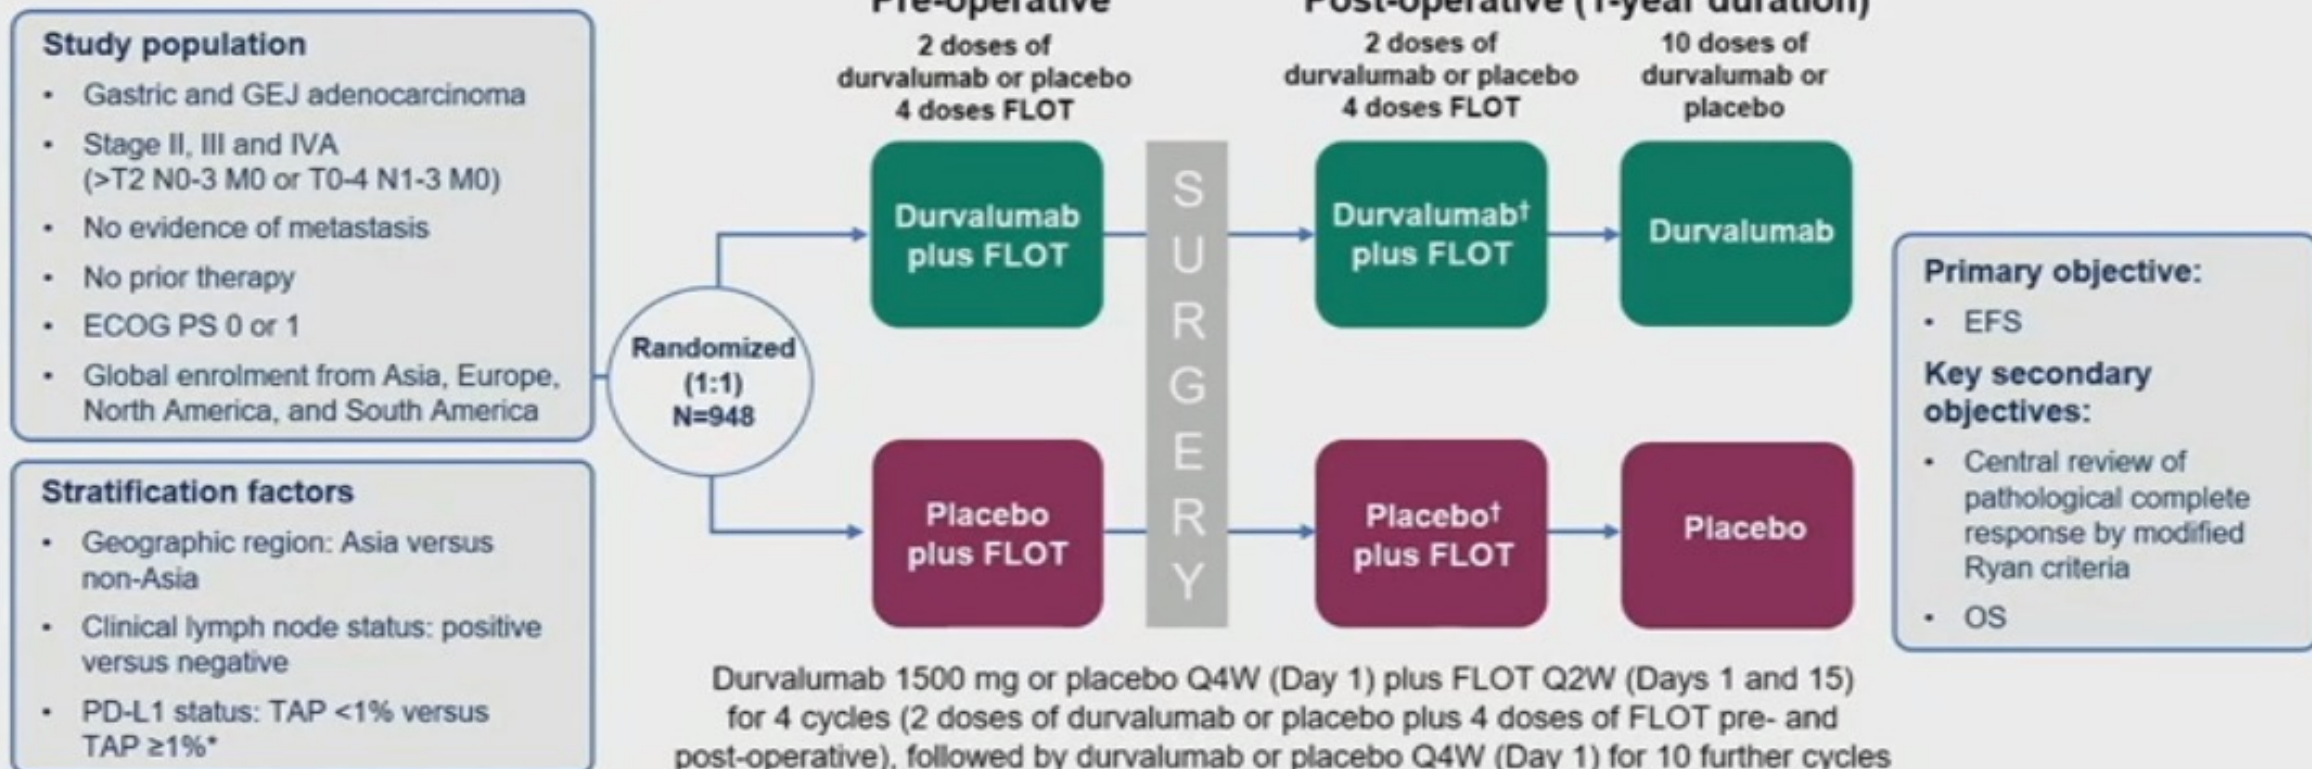 Pre-operative
Post-operative (1-year duration)
Study population
• Gastric and GEJ adenocarcinoma
• Stage II, III and IVA
(>T2 N0-3 M0 or T0-4 N1-3 M0)
• No evidence of metastasis
• No prior therapy
• ECOG PS 0 or 1
• Global enrolment from Asia, Europe,
North America, and South America
Stratification factors
• Geographic region: Asia versus
non-Asia
• Clinical lymph node status: positive
versus negative
• PD-L1 status: TAP <1% versus
TAP ≥1%*
Randomized
(1:1)
N=948
2 doses of
durvalumab or placebo
4 doses FLOT
Durvalumab
plus FLOT
Placebo
plus FLOT
SURGERY
2 doses of
durvalumab or placebo
4 doses FLOT
Durvalumab†
plus FLOT
Placebo†
plus FLOT
10 doses of
durvalumab or
placebo
Durvalumab
Placebo
Durvalumab 1500 mg or placebo Q4W (Day 1) plus FLOT Q2W (Days 1 and 15)
for 4 cycles (2 doses of durvalumab or placebo plus 4 doses of FLOT pre- and
post-operative), followed by durvalumab or placebo Q4W (Day 1) for 10 further cycles
Primary objective:
• EFS
Key secondary
objectives:
• Central review of
pathological complete
response by modified
Ryan criteria
• OS